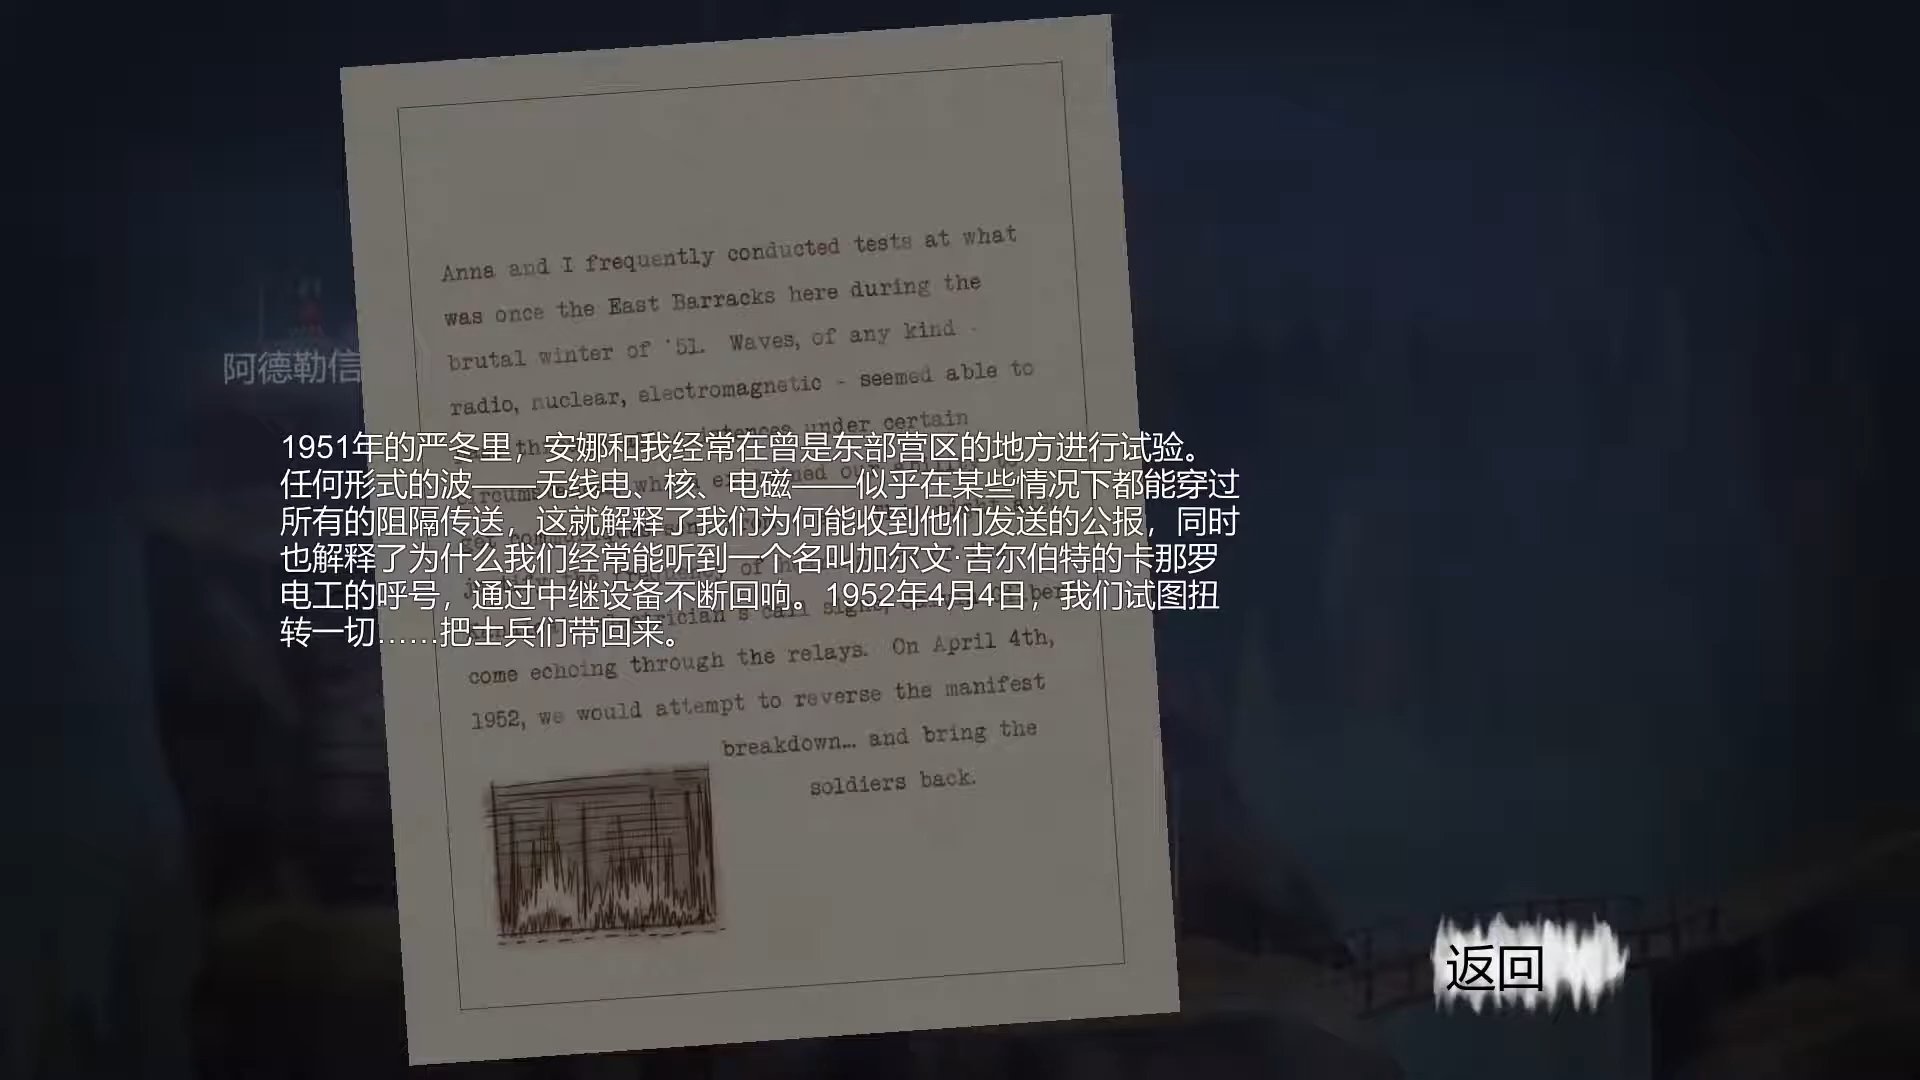 Anna and I frequently conducted tests at what
was once the East Barracks here during the
brutal winter of '51. Waves, of any kind -
radio, nuclear, electromagnetic - seemed able to
under certain
阿德勒信
1951年的严冬里，安娜和我经常在曾是东部营区的地方进行试验。
任何形式的波——无线电、核、电磁——似乎在某些情况下都能穿过
所有的阻隔传送，这就解释了我们为何能收到他们发送的公报，同时
也解释了为什么我们经常能听到一个名叫加尔文·吉尔伯特的卡那罗
电工的呼号，通过中继设备不断回响。1952年4月4日，我们试图扭
转一切……把士兵们带回来。
come echoing through the relays. On April 4th,
1952, we would attempt to reverse the manifest
breakdown… and bring the
soldiers back.
返回